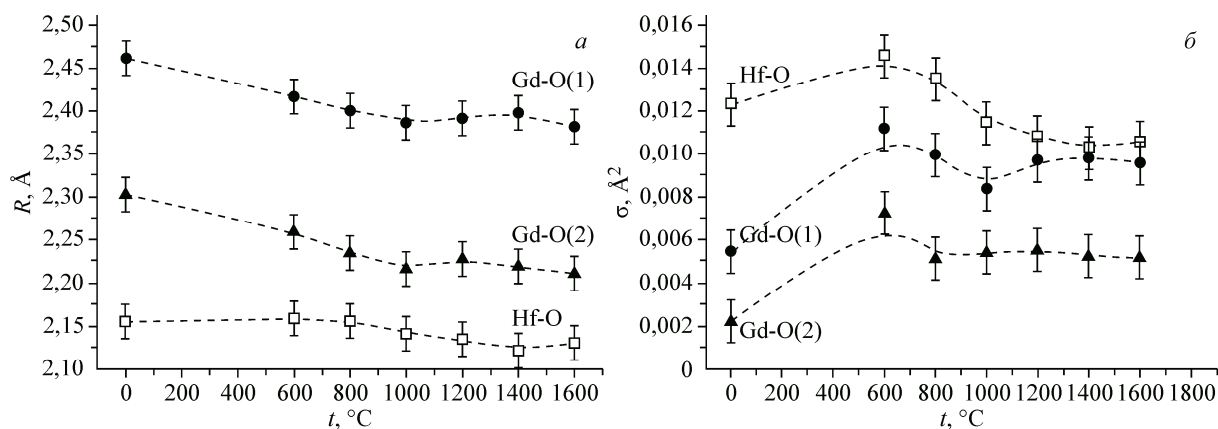 2,50
2,45
2,40
2,35
2,30
2,25
2,20
2,15
2,10
R, Å
а
Gd-O(1)
Gd-O(2)
Hf-O
0 200 400 600 800 1000 1200 1400 1600
t, °C
0,016
0,014
0,012
0,010
0,008
0,006
0,004
0,002
0
σ, Å²
б
Hf-O
Gd-O(1)
Gd-O(2)
0 200 400 600 800 1000 1200 1400 1600 1800
t, °C